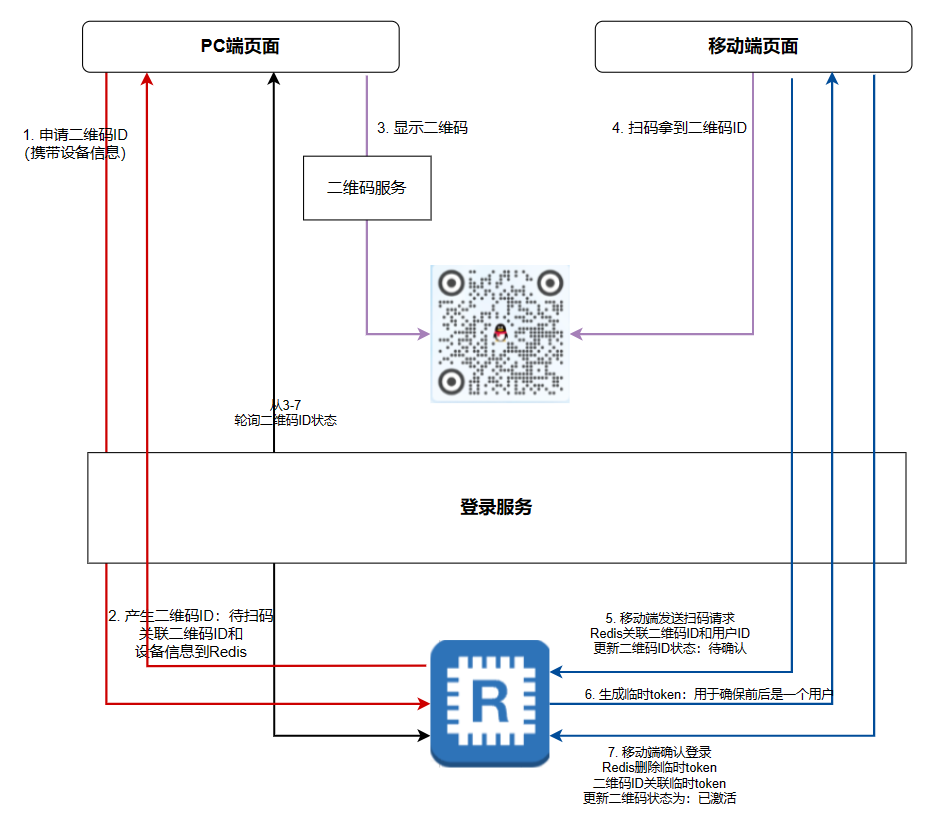 PC端页面
移动端页面
1. 申请二维码ID
(携带设备信息)
3. 显示二维码
4. 扫码拿到二维码ID
二维码服务
从3-7
轮询二维码ID状态
登录服务
2. 产生二维码ID：待扫码
关联二维码ID和
设备信息到Redis
5. 移动端发送扫码请求
Redis关联二维码ID和用户ID
更新二维码ID状态：待确认
R
6. 生成临时token：用于确保前后是一个用户
7. 移动端确认登录
Redis删除临时token
二维码ID关联临时token
更新二维码状态为：已激活